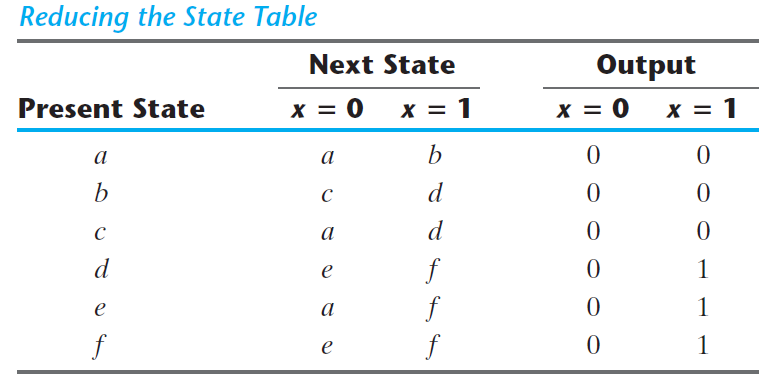 Reducing the State Table
Next State Output
Present State x = 0 x = 1 x = 0 x = 1
a a b 0 0
b c d 0 0
c a d 0 0
d e f 0 1
e a f 0 1
f e f 0 1